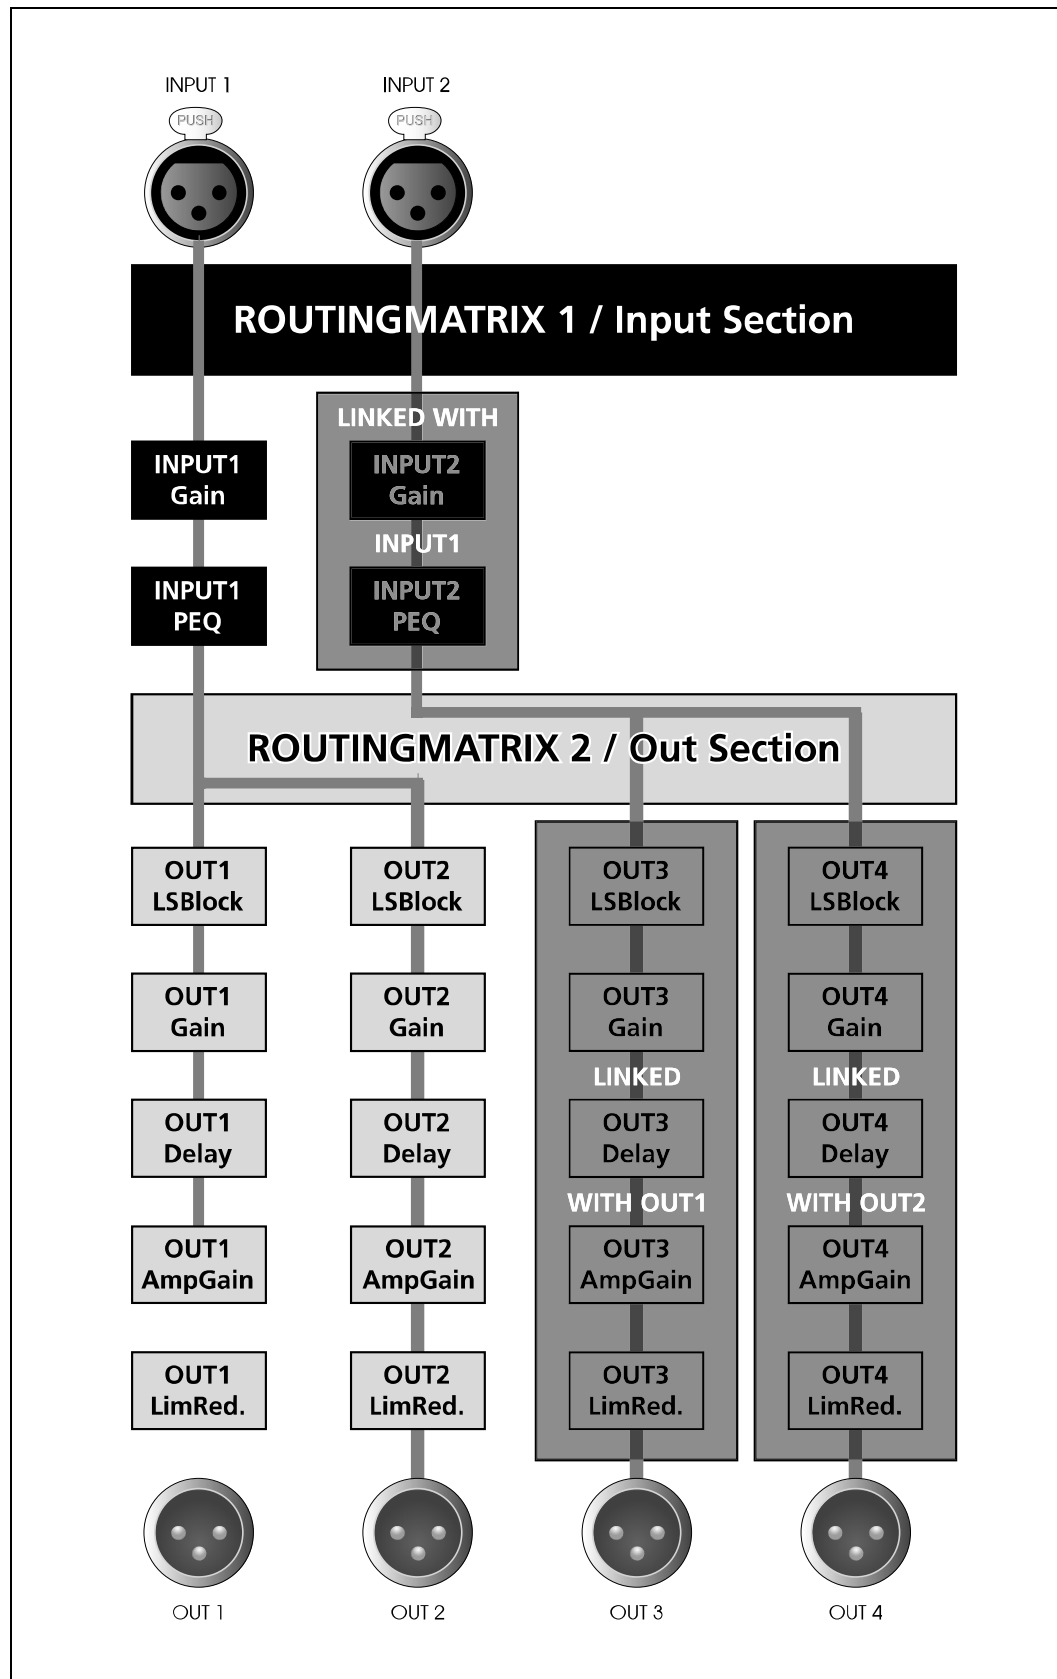 INPUT 1
INPUT 2
PUSH
PUSH
ROUTINGMATRIX 1 / Input Section
LINKED WITH
INPUT1
Gain
INPUT2
Gain
INPUT1
INPUT1
PEQ
INPUT2
PEQ
ROUTINGMATRIX 2 / Out Section
OUT1
LSBlock
OUT2
LSBlock
OUT3
LSBlock
OUT4
LSBlock
OUT1
Gain
OUT2
Gain
OUT3
Gain
OUT4
Gain
LINKED
LINKED
OUT1
Delay
OUT2
Delay
OUT3
Delay
OUT4
Delay
WITH OUT1
WITH OUT2
OUT1
AmpGain
OUT2
AmpGain
OUT3
AmpGain
OUT4
AmpGain
OUT1
LimRed.
OUT2
LimRed.
OUT3
LimRed.
OUT4
LimRed.
OUT 1
OUT 2
OUT 3
OUT 4